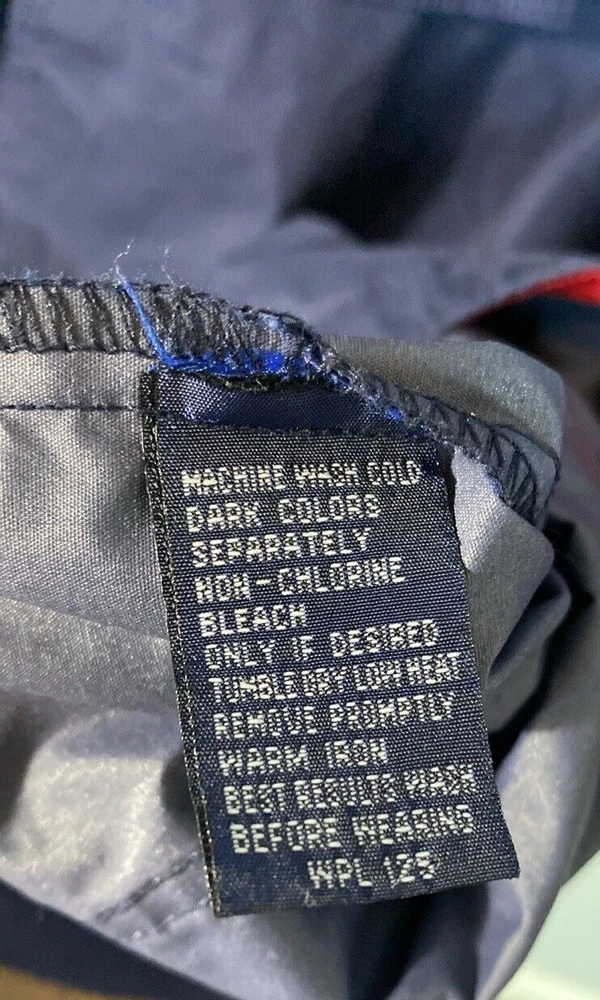 MACHINE WASH COLD
DARK COLORS
SEPARATELY
NON-CHLORINE
BLEACH
ONLY IF DESIRED
TUMBLE DRY LOW HEAT
REMOVE PROMPTLY
WARM IRON
BEST RESULTS WASH
BEFORE WEARING
WPL 125